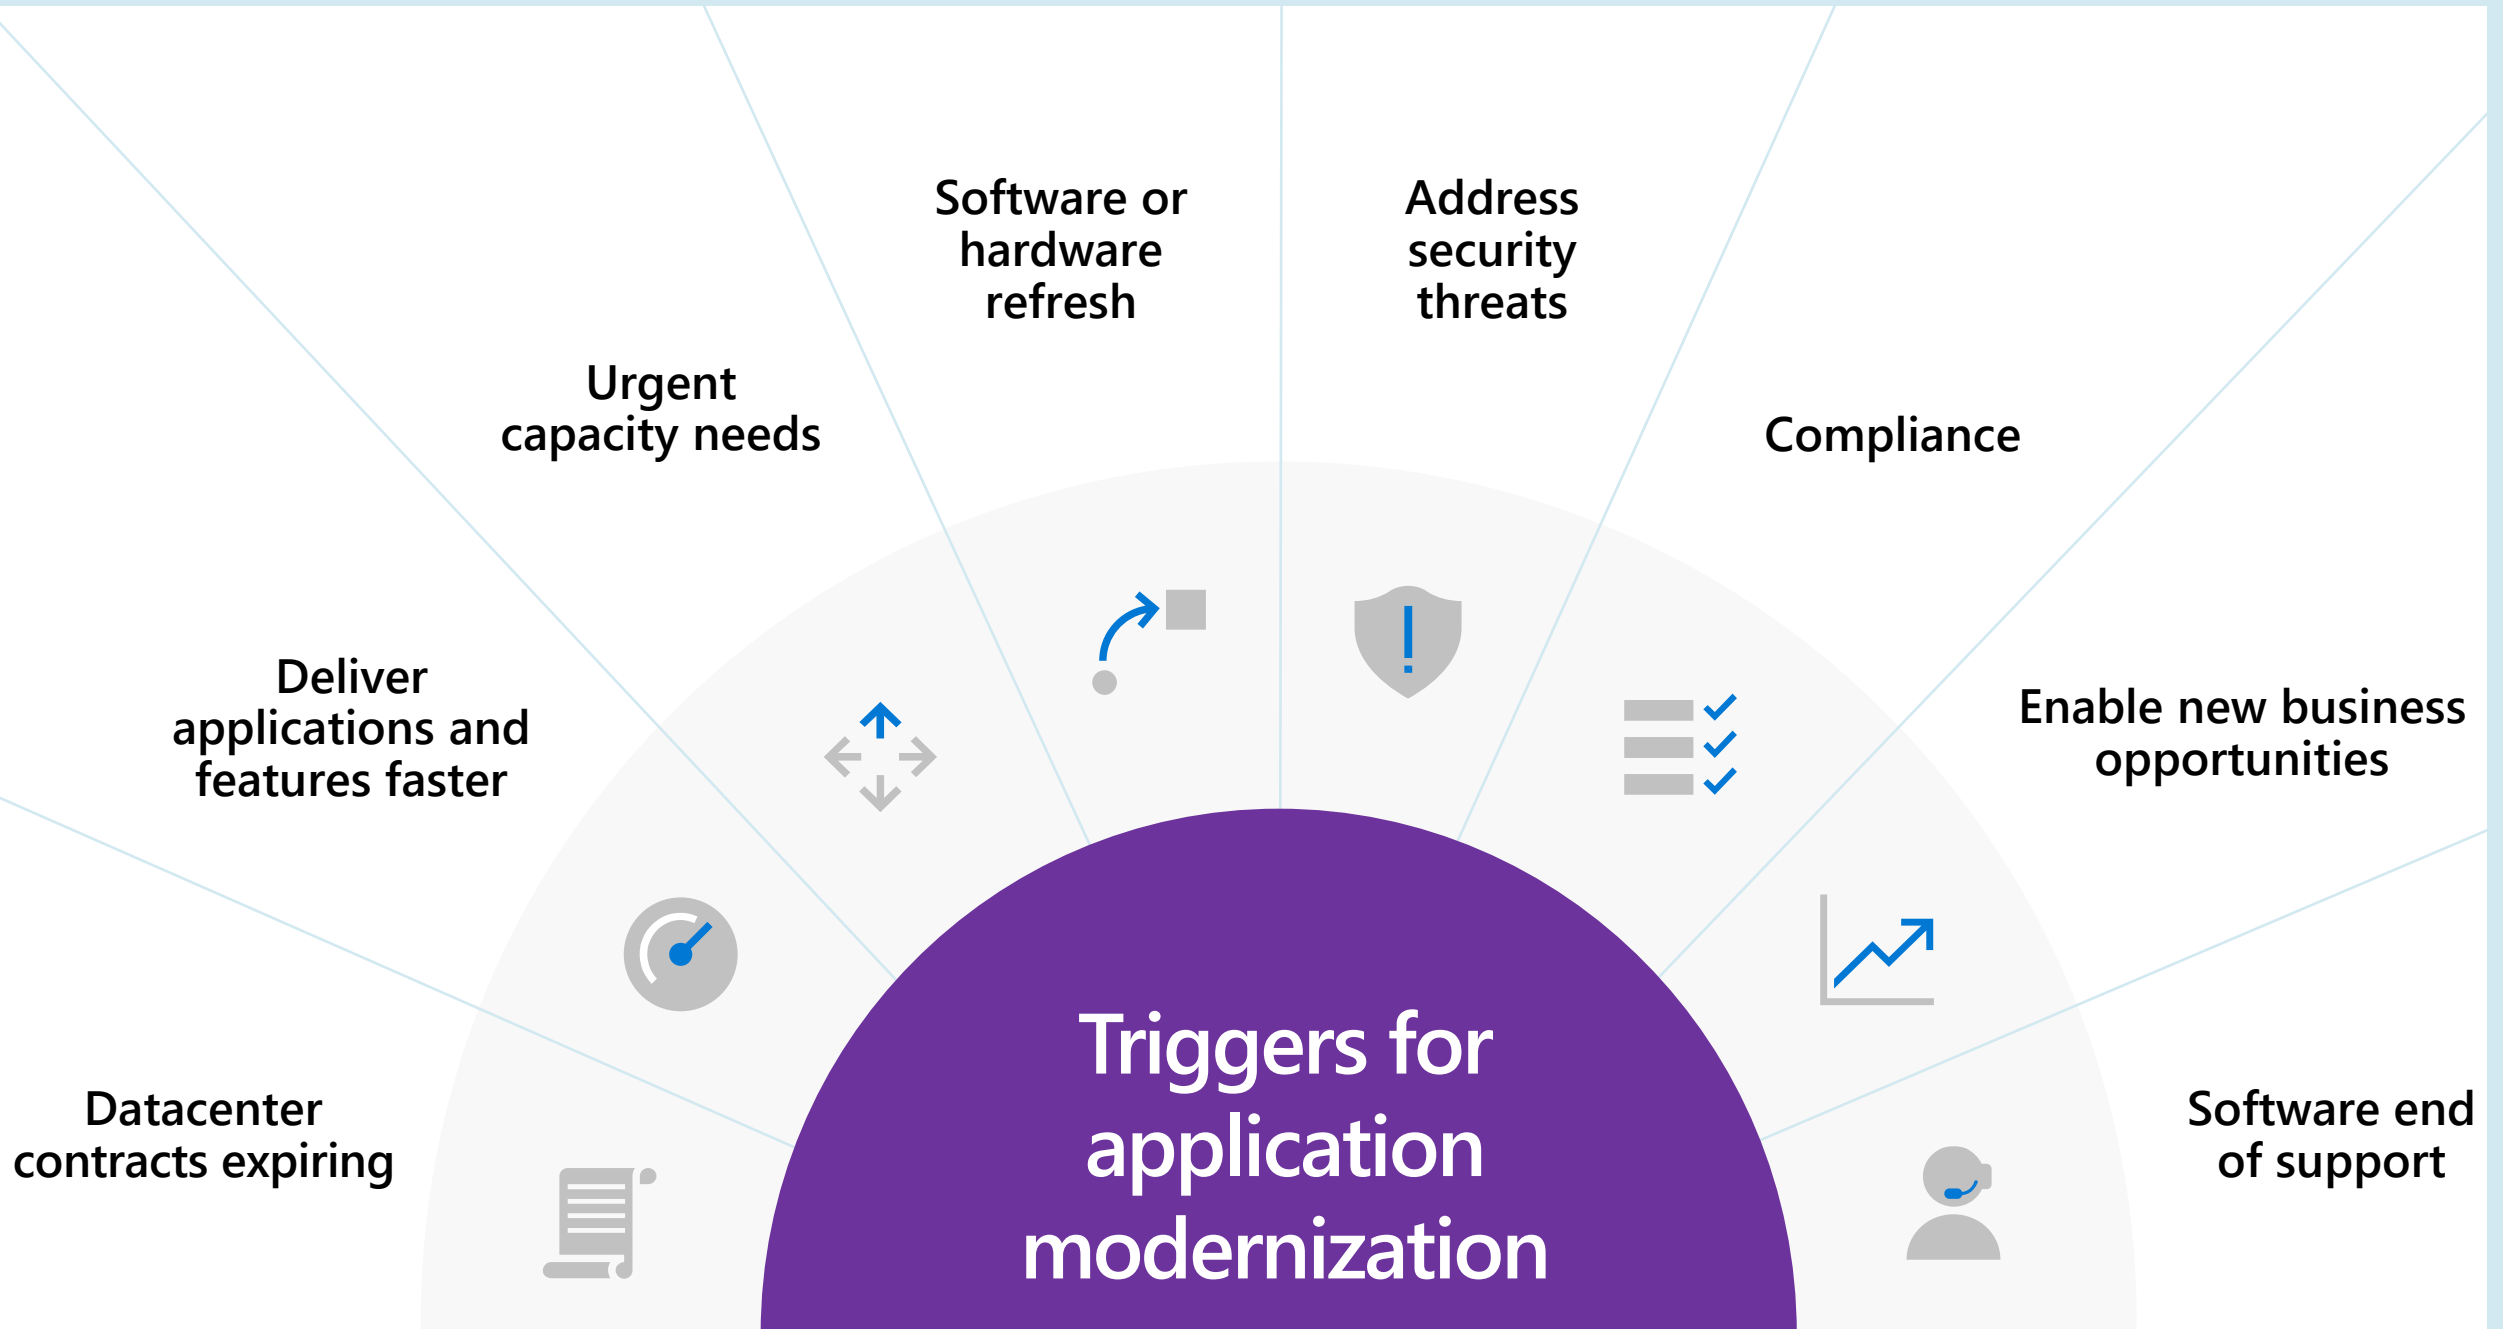 Software or
hardware
refresh
Address
security
threats
Urgent
capacity needs
Compliance
Deliver
applications and
features faster
Enable new business
opportunities
Datacenter
contracts expiring
Software end
of support
Triggers for
application
modernization